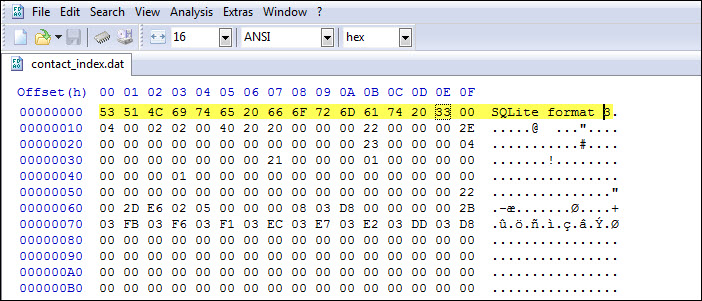 File Edit Search View Analysis Extras Window ?
16 ANSI hex
contact_index.dat
Offset(h) 00 01 02 03 04 05 06 07 08 09 0A 0B 0C 0D 0E 0F
00000000 53 51 4C 69 74 65 20 66 6F 72 6D 61 74 20 33 00 SQLite format 3.
00000010 04 00 02 02 00 40 20 20 00 00 00 22 00 00 00 2E .....@ ..."....
00000020 00 00 00 00 00 00 00 00 00 00 00 23 00 00 00 04 ...........#....
00000030 00 00 00 00 00 00 00 21 00 00 00 01 00 00 00 00 .......!........
00000040 00 00 00 01 00 00 00 00 00 00 00 00 00 00 00 00 ................
00000050 00 00 00 00 00 00 00 00 00 00 00 00 00 00 00 22 ..............."
00000060 00 2D E6 02 05 00 00 00 08 03 D8 00 00 00 00 2B .-æ.......Ø....+
00000070 03 FB 03 F6 03 F1 03 EC 03 E7 03 E2 03 DD 03 D8 .û.ö.ñ.ì.ç.â.Ý.Ø
00000080 00 00 00 00 00 00 00 00 00 00 00 00 00 00 00 00 ................
00000090 00 00 00 00 00 00 00 00 00 00 00 00 00 00 00 00 ................
000000A0 00 00 00 00 00 00 00 00 00 00 00 00 00 00 00 00 ................
000000B0 00 00 00 00 00 00 00 00 00 00 00 00 00 00 00 00 ................